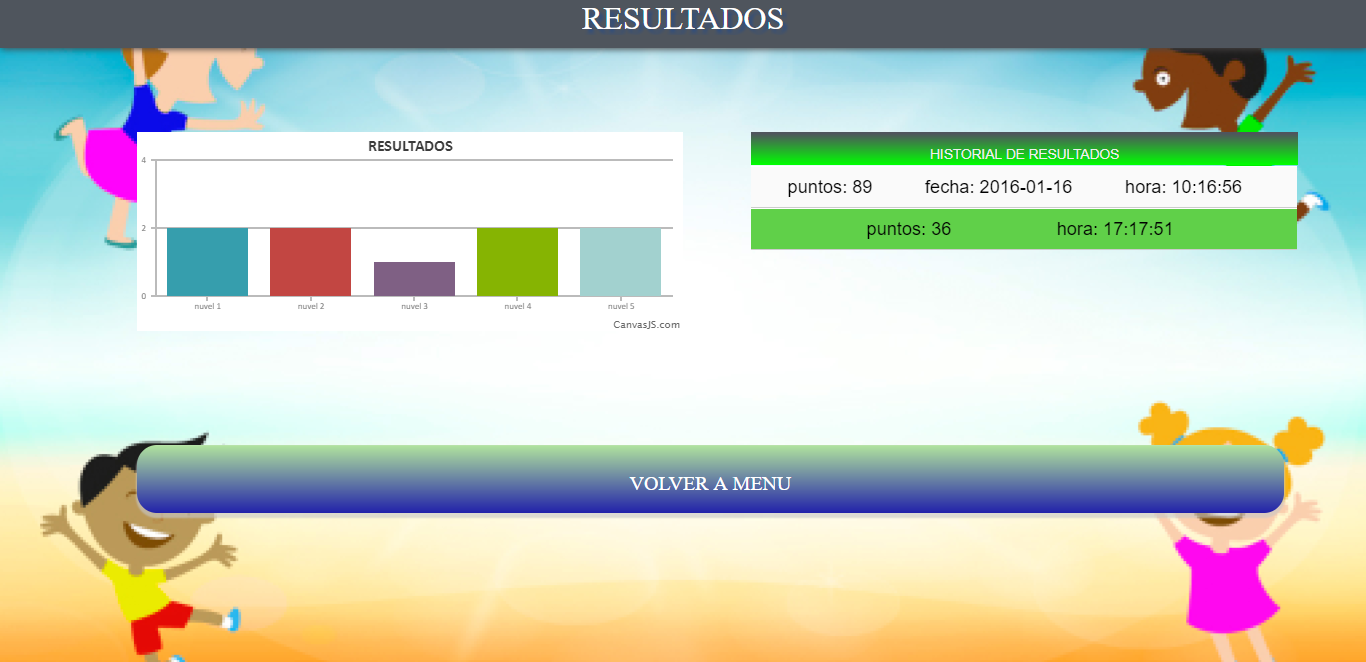 RESULTADOS
RESULTADOS
4
2
0
nuvel 1 nuvel 2 nuvel 3 nuvel 4 nuvel 5
CanvasJS.com
HISTORIAL DE RESULTADOS
puntos: 89 fecha: 2016-01-16 hora: 10:16:56
puntos: 36 hora: 17:17:51
VOLVER A MENU